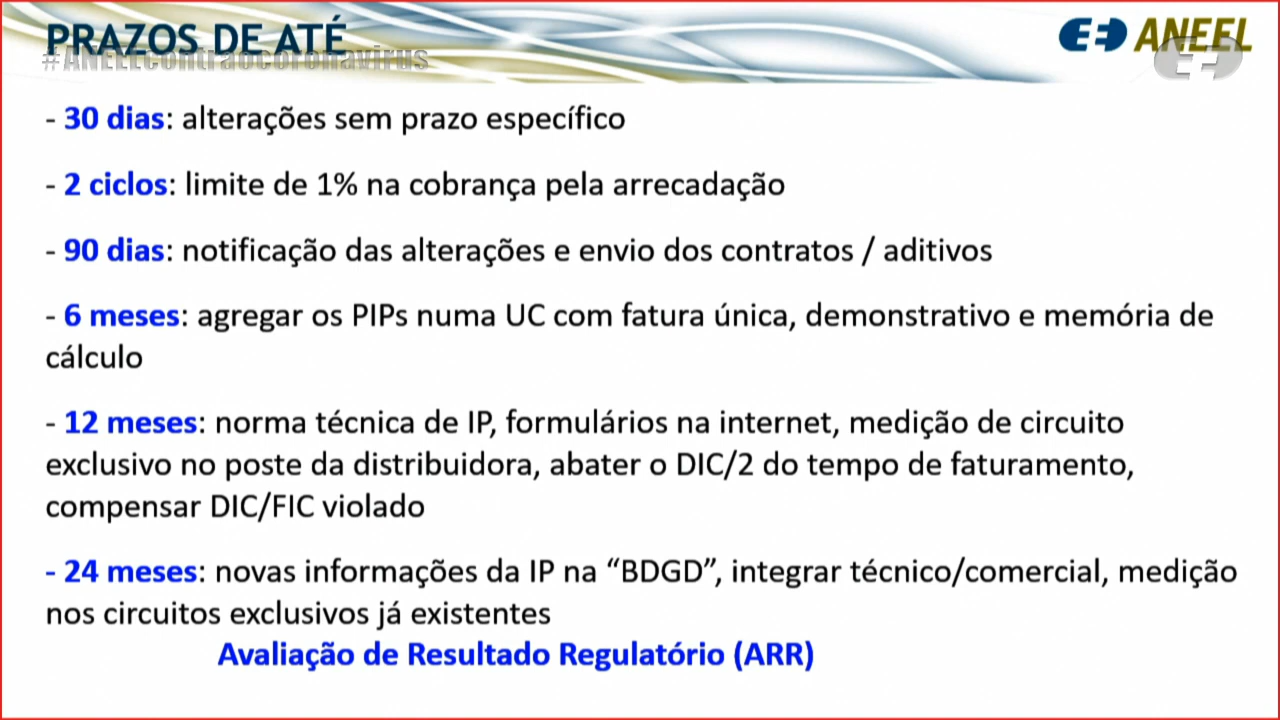 PRAZOS DE ATÉ
#ANEELcontraocoronavirus
ANEEL
- 30 dias: alterações sem prazo específico
- 2 ciclos: limite de 1% na cobrança pela arrecadação
- 90 dias: notificação das alterações e envio dos contratos / aditivos
- 6 meses: agregar os PIPs numa UC com fatura única, demonstrativo e memória de
cálculo
- 12 meses: norma técnica de IP, formulários na internet, medição de circuito
exclusivo no poste da distribuidora, abater o DIC/2 do tempo de faturamento,
compensar DIC/FIC violado
- 24 meses: novas informações da IP na “BDGD”, integrar técnico/comercial, medição
nos circuitos exclusivos já existentes
Avaliação de Resultado Regulatório (ARR)